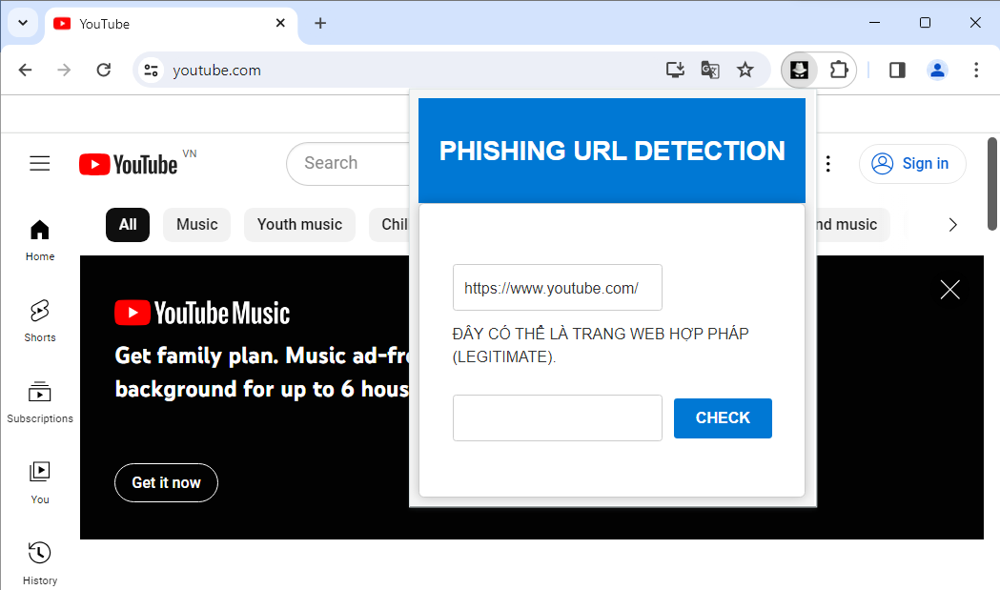 YouTube
youtube.com
PHISHING URL DETECTION
YouTube VN
Search
Sign in
All
Music
Youth music
Chil
nd music
https://www.youtube.com/
ĐÂY CÓ THỂ LÀ TRANG WEB HỢP PHÁP
(LEGITIMATE).
CHECK
Home
Shorts
Subscriptions
You
History
YouTube Music
Get family plan. Music ad-fr
background for up to 6 hous
Get it now